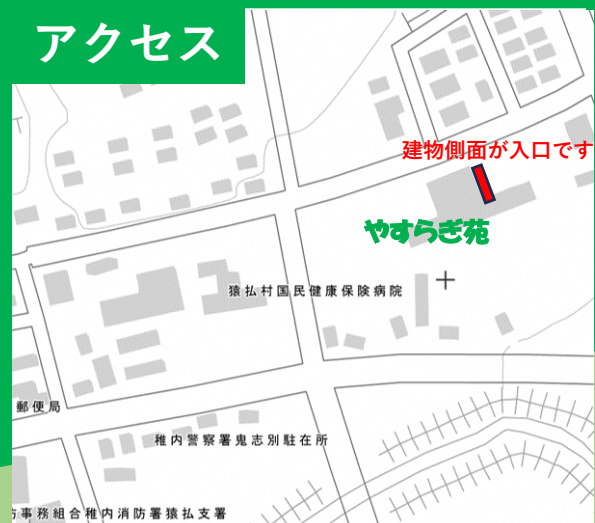 アクセス
建物側面が入口です
やすらぎ苑
猿払村国民健康保険病院
郵便局
稚内警察署鬼志別駐在所
防事務組合稚内消防署猿払支署